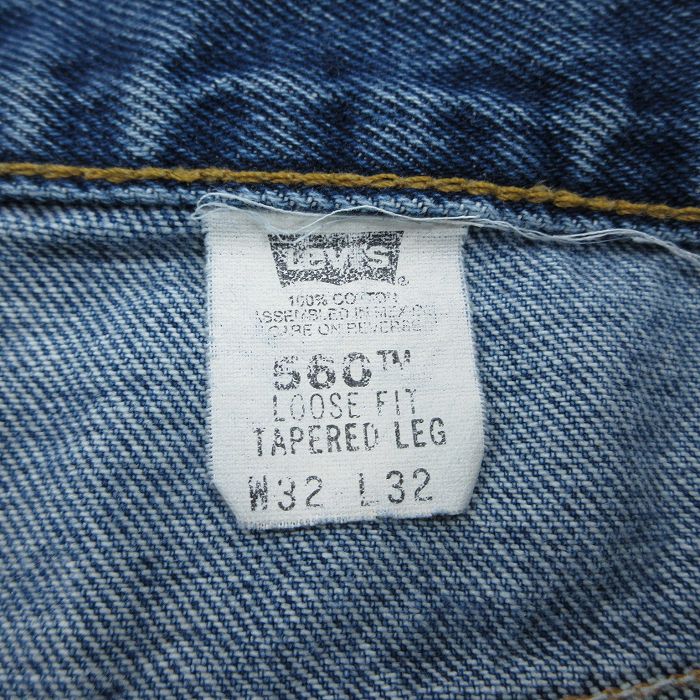 Levi's ®
100% COTTON
ASSEMBLED IN MEXICO
CARE ON REVERSE
560™
LOOSE FIT
TAPERED LEG
W32 L32